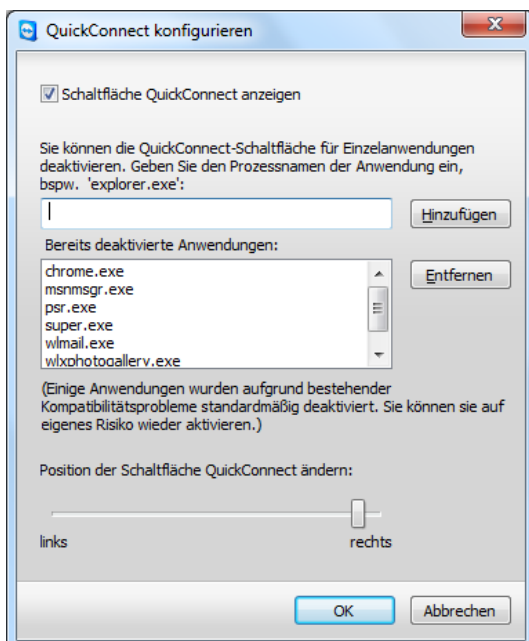 QuickConnect konfigurieren
Schaltfläche QuickConnect anzeigen
Sie können die QuickConnect-Schaltfläche für Einzelanwendungen
deaktivieren. Geben Sie den Prozessnamen der Anwendung ein,
bspw. 'explorer.exe':
Hinzufügen
Bereits deaktivierte Anwendungen:
chrome.exe
msnmsgr.exe
psr.exe
super.exe
wlmail.exe
wlxphotogallery.exe
Entfernen
(Einige Anwendungen wurden aufgrund bestehender
Kompatibilitätsprobleme standardmäßig deaktiviert. Sie können sie auf
eigenes Risiko wieder aktivieren.)
Position der Schaltfläche QuickConnect ändern:
links rechts
OK Abbrechen